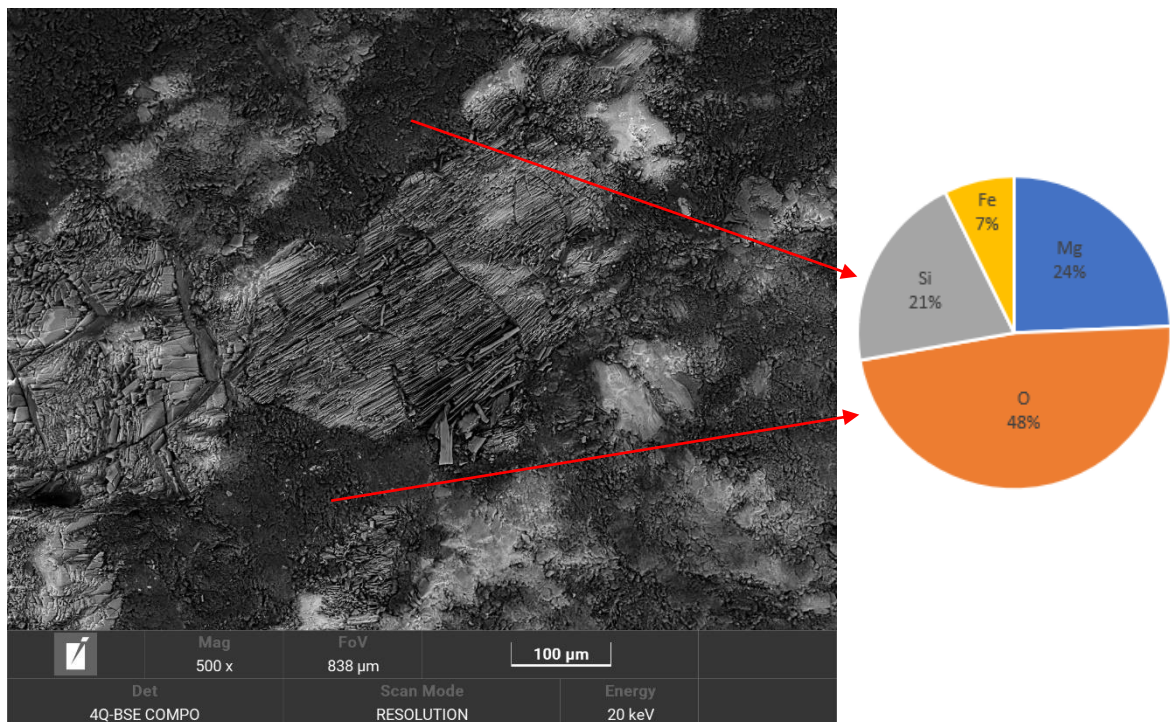 Fe
7%
Mg
24%
Si
21%
O
48%
Mag
500 x
FoV
838 µm
100 µm
Det
4Q-BSE COMPO
Scan Mode
RESOLUTION
Energy
20 keV